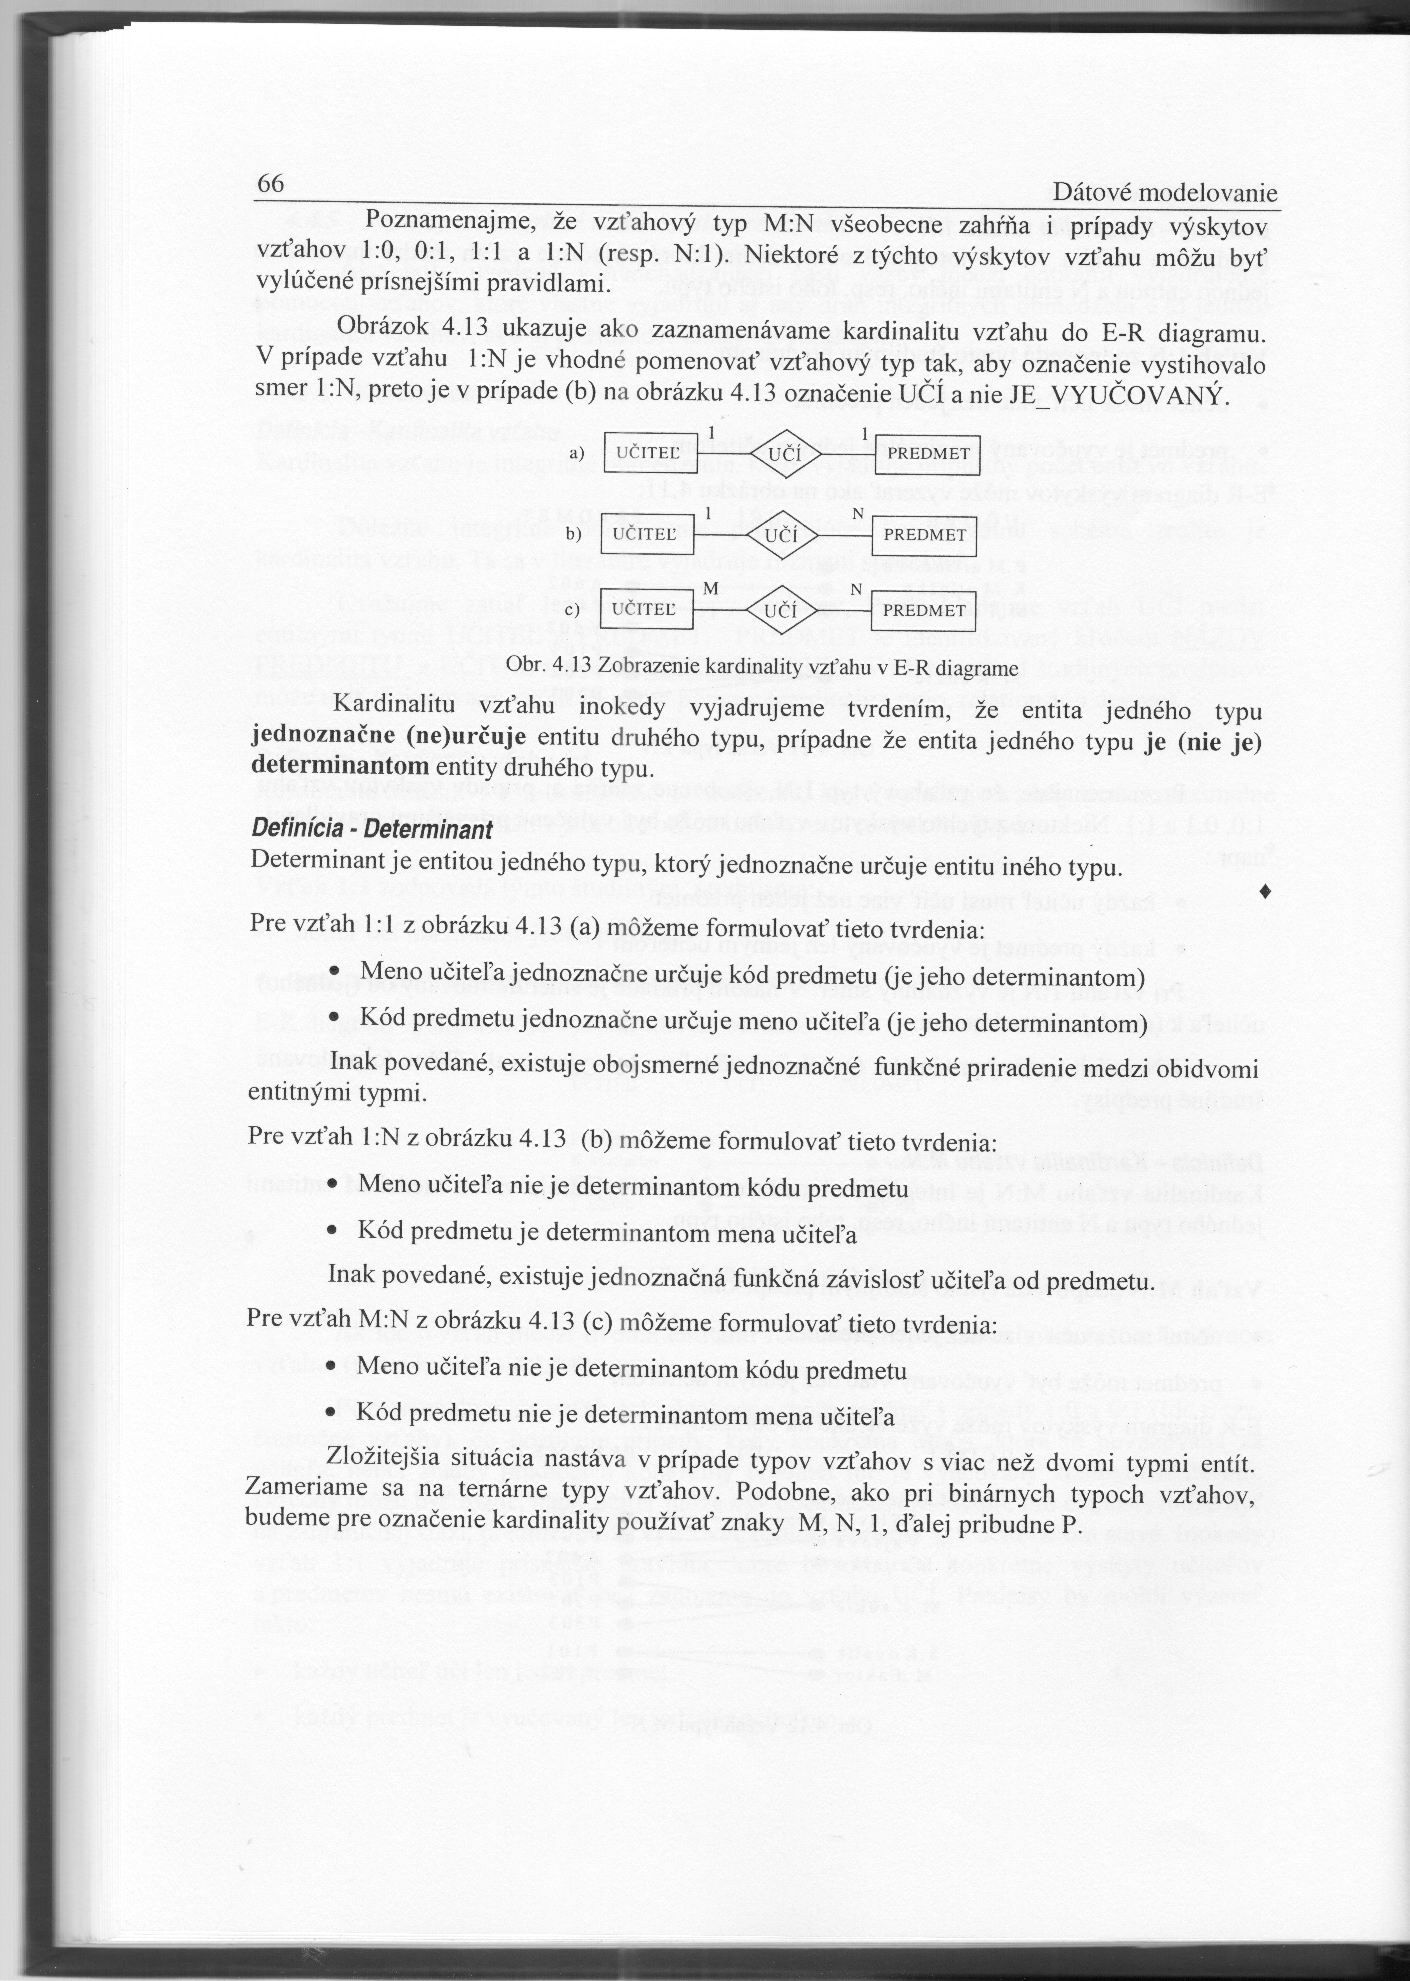 66
Dátové modelovanie
Poznamenajme, že vzťahový typ M:N všeobecne zahŕňa i prípady výskytov
vzťahov 1:0, 0:1, 1:1 a 1:N (resp. N:1). Niektoré z týchto výskytov vzťahu môžu byť
vylúčené prísnejšími pravidlami.
Obrázok 4.13 ukazuje ako zaznamenávame kardinalitu vzťahu do E-R diagramu.
V prípade vzťahu 1:N je vhodné pomenovať vzťahový typ tak, aby označenie vystihovalo
smer 1:N, preto je v prípade (b) na obrázku 4.13 označenie UČÍ a nie JE_VYUČOVANÝ.
a) UČITEĽ 1 UČÍ 1 PREDMET
b) UČITEĽ 1 UČÍ N PREDMET
c) UČITEĽ M UČÍ N PREDMET
Obr. 4.13 Zobrazenie kardinality vzťahu v E-R diagrame
Kardinalitu vzťahu inokedy vyjadrujeme tvrdením, že entita jedného typu
jednoznačne (ne)určuje entitu druhého typu, prípadne že entita jedného typu je (nie je)
determinantom entity druhého typu.
Definícia - Determinant
Determinant je entitou jedného typu, ktorý jednoznačne určuje entitu iného typu.
♦
Pre vzťah 1:1 z obrázku 4.13 (a) môžeme formulovať tieto tvrdenia:
• Meno učiteľa jednoznačne určuje kód predmetu (je jeho determinantom)
• Kód predmetu jednoznačne určuje meno učiteľa (je jeho determinantom)
Inak povedané, existuje obojsmerné jednoznačné funkčné priradenie medzi obidvomi
entitnými typmi.
Pre vzťah 1:N z obrázku 4.13 (b) môžeme formulovať tieto tvrdenia:
• Meno učiteľa nie je determinantom kódu predmetu
• Kód predmetu je determinantom mena učiteľa
Inak povedané, existuje jednoznačná funkčná závislosť učiteľa od predmetu.
Pre vzťah M:N z obrázku 4.13 (c) môžeme formulovať tieto tvrdenia:
• Meno učiteľa nie je determinantom kódu predmetu
• Kód predmetu nie je determinantom mena učiteľa
Zložitejšia situácia nastáva v prípade typov vzťahov s viac než dvomi typmi entít.
Zameriame sa na ternárne typy vzťahov. Podobne, ako pri binárnych typoch vzťahov,
budeme pre označenie kardinality používať znaky M, N, 1, ďalej pribudne P.